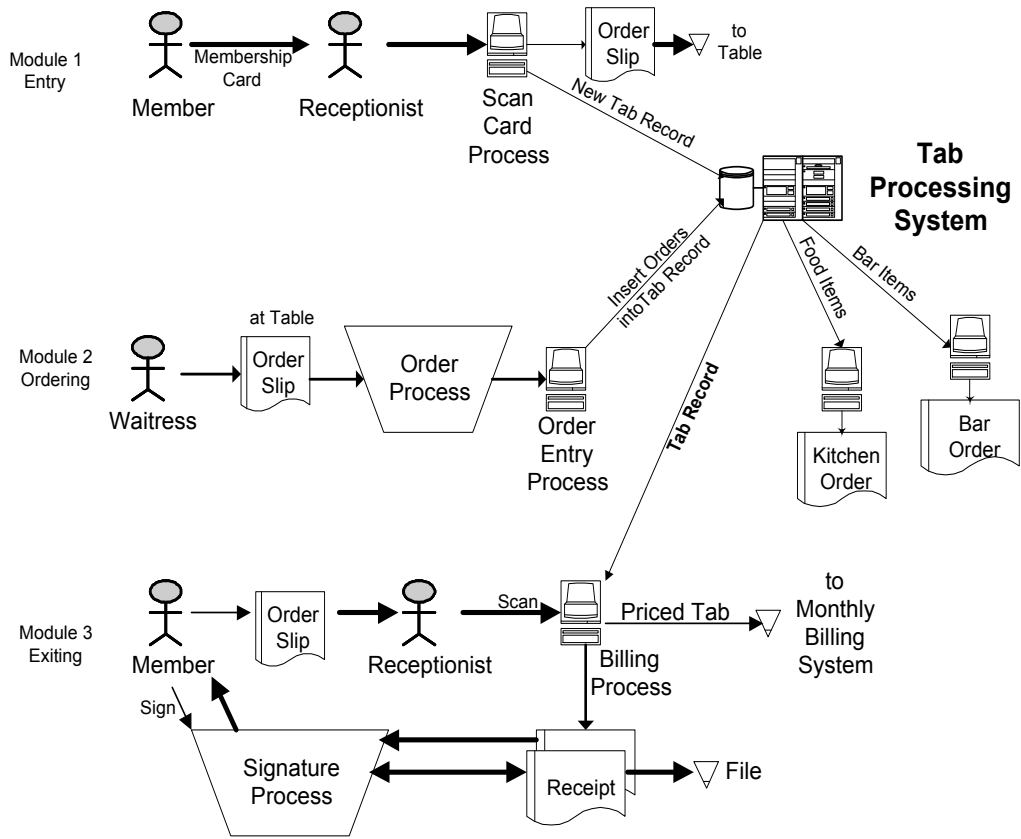 Module 1
Entry
Member
Membership
Card
Receptionist
Scan
Card
Process
Order
Slip
to
Table
New Tab Record
Tab
Processing
System
Insert Orders
intoTab Record
Food Items
Bar Items
Module 2
Ordering
Waitress
at Table
Order
Slip
Order
Process
Order
Entry
Process
Tab Record
Kitchen
Order
Bar
Order
Module 3
Exiting
Member
Order
Slip
Receptionist
Scan
Billing
Process
Priced Tab
to
Monthly
Billing
System
Sign
Signature
Process
Receipt
File